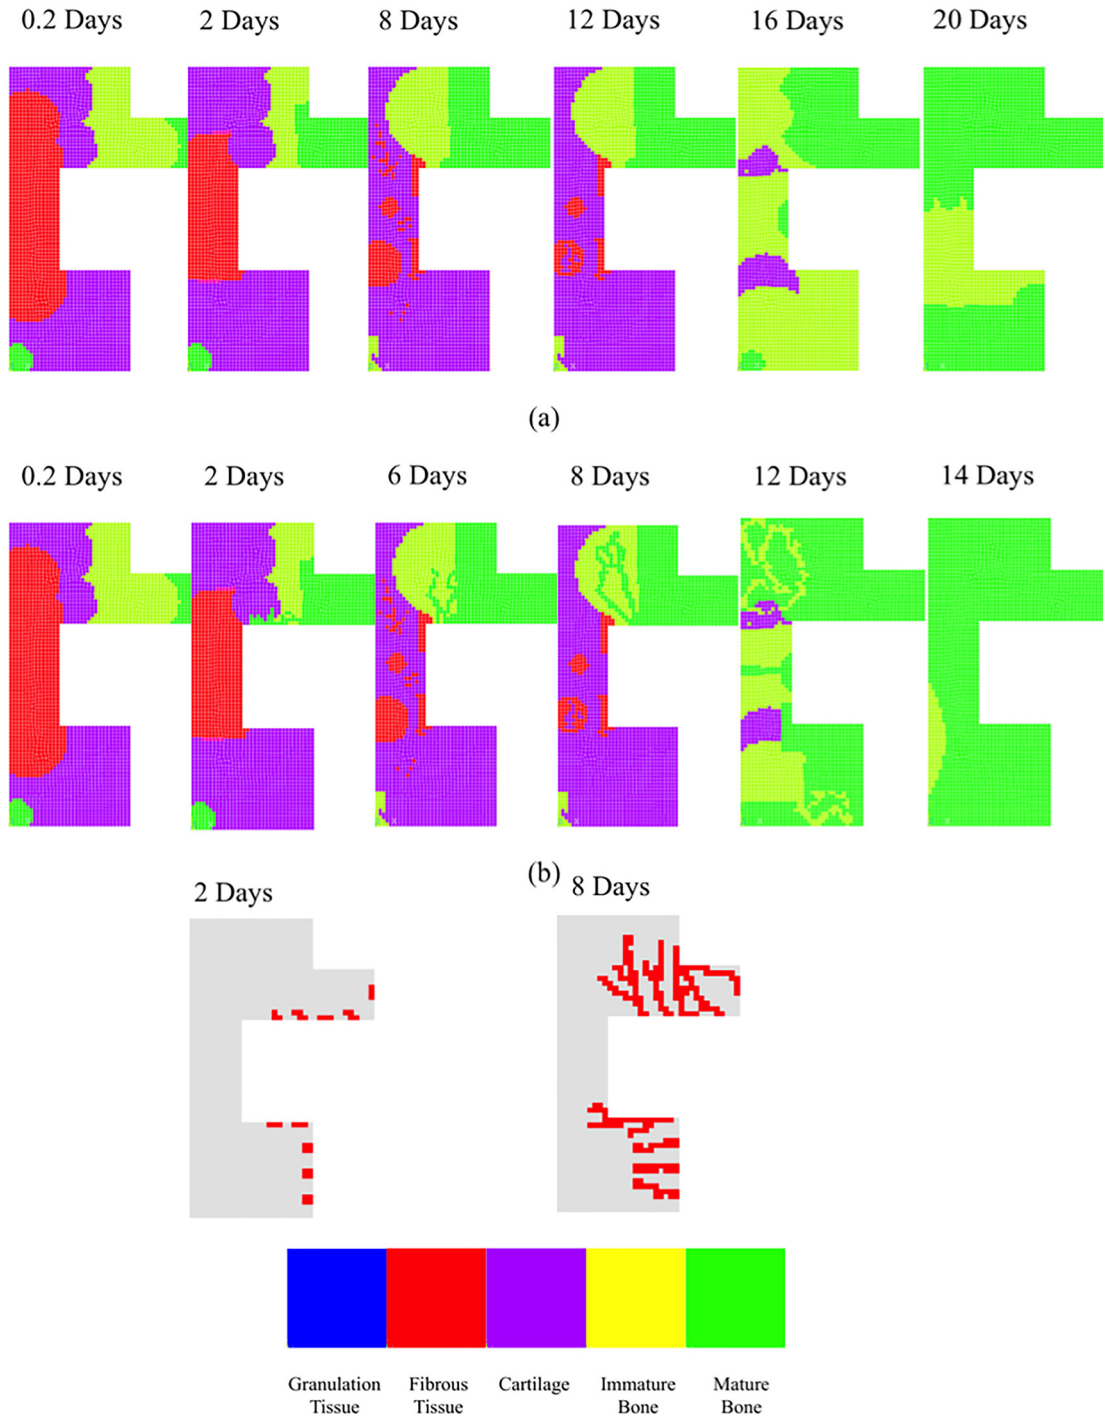 0.2 Days 2 Days 8 Days 12 Days 16 Days 20 Days
(a)
0.2 Days 2 Days 6 Days 8 Days 12 Days 14 Days
(b)
2 Days 8 Days
Granulation Tissue
Fibrous Tissue
Cartilage
Immature Bone
Mature Bone